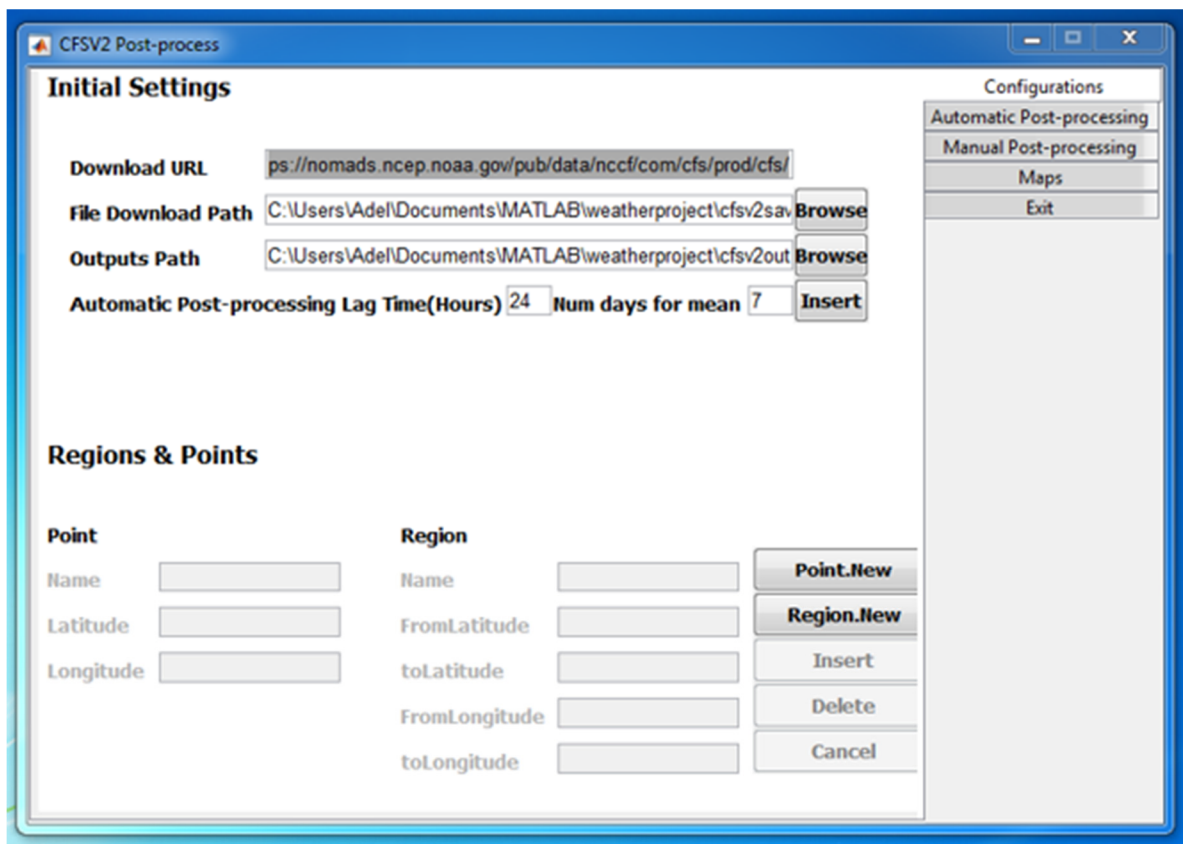 CFSV2 Post-process
Initial Settings
Configurations
Automatic Post-processing
Manual Post-processing
Maps
Exit
Download URL ps://nomads.ncep.noaa.gov/pub/data/nccf/com/cfs/prod/cfs/
File Download Path C:\Users\Adel\Documents\MATLAB\weatherproject\cfsv2sav Browse
Outputs Path C:\Users\Adel\Documents\MATLAB\weatherproject\cfsv2out Browse
Automatic Post-processing Lag Time(Hours) 24 Num days for mean 7 Insert
Regions & Points
Point
Name
Latitude
Longitude
Region
Name
FromLatitude
toLatitude
FromLongitude
toLongitude
Point.New
Region.New
Insert
Delete
Cancel